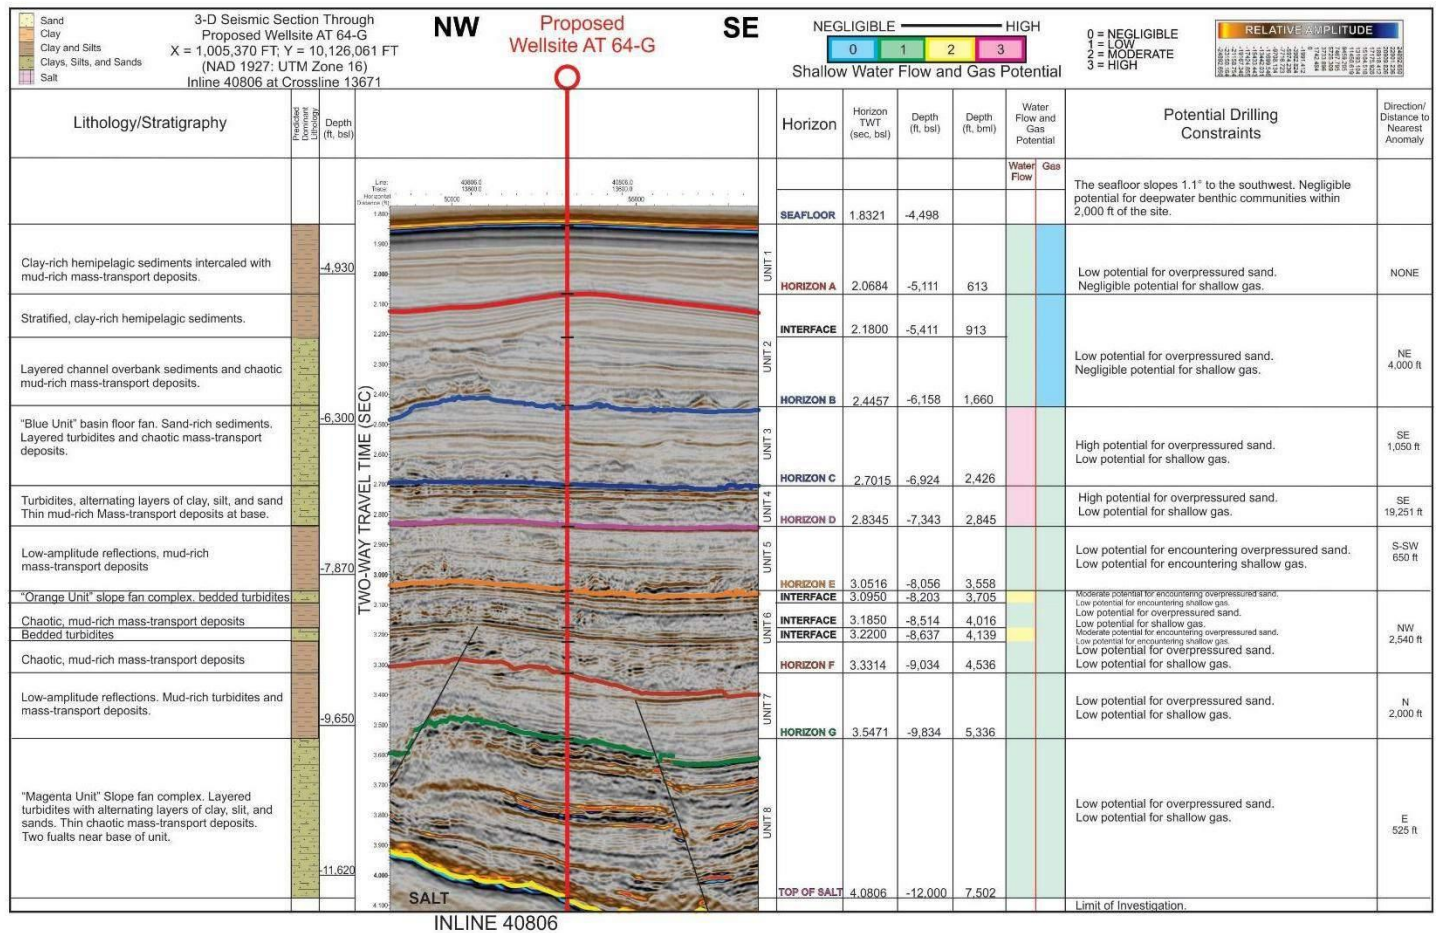 Sand
Clay
Clay and Silts
Clays, Silts, and Sands
Salt
3-D Seismic Section Through
Proposed Wellsite AT 64-G
X = 1,005,370 FT; Y = 10,126,061 FT
(NAD 1927: UTM Zone 16)
Inline 40806 at Crossline 13671
NW
Proposed
Wellsite AT 64-G
SE
NEGLIGIBLE HIGH
0 1 2 3
Shallow Water Flow and Gas Potential
0 = NEGLIGIBLE
1 = LOW
2 = MODERATE
3 = HIGH
RELATIVE AMPLITUDE
Lithology/Stratigraphy
Predicted
Dominant
Lithology
Depth
(ft, bsl)
Horizon
Horizon
TWT
(sec, bsl)
Depth
(ft, bsl)
Depth
(ft, bml)
Water
Flow and
Gas
Potential
Potential Drilling
Constraints
Direction/
Distance to
Nearest
Anomaly
Water
Flow
Gas
Line:
Trace:
Horizontal
Distance (ft)
SEAFLOOR 1.8321 -4,498
The seafloor slopes 1.1° to the southwest. Negligible
potential for deepwater benthic communities within
2,000 ft of the site.
Clay-rich hemipelagic sediments intercaled with
mud-rich mass-transport deposits.
-4,930
UNIT 1
HORIZON A 2.0684 -5,111 613
Low potential for overpressured sand.
Negligible potential for shallow gas.
NONE
Stratified, clay-rich hemipelagic sediments.
INTERFACE 2.1800 -5,411 913
UNIT 2
Layered channel overbank sediments and chaotic
mud-rich mass-transport deposits.
HORIZON B 2.4457 -6,158 1,660
Low potential for overpressured sand.
Negligible potential for shallow gas.
NE
4,000 ft
"Blue Unit" basin floor fan. Sand-rich sediments.
Layered turbidites and chaotic mass-transport
deposits.
-6,300
UNIT 3
HORIZON C 2.7015 -6,924 2,426
High potential for overpressured sand.
Low potential for shallow gas.
SE
1,050 ft
Turbidites, alternating layers of clay, silt, and sand
Thin mud-rich Mass-transport deposits at base.
UNIT 4
HORIZON D 2.8345 -7,343 2,845
High potential for overpressured sand.
Low potential for shallow gas.
SE
19,251 ft
Low-amplitude reflections, mud-rich
mass-transport deposits
-7,870
UNIT 5
HORIZON E 3.0516 -8,056 3,558
Low potential for encountering overpressured sand.
Low potential for encountering shallow gas.
S-SW
650 ft
"Orange Unit" slope fan complex. bedded turbidites
INTERFACE 3.0950 -8,203 3,705
Moderate potential for encountering overpressured sand.
Low potential for encountering shallow gas.
Chaotic, mud-rich mass-transport deposits
UNIT 6
INTERFACE 3.1850 -8,514 4,016
Low potential for overpressured sand.
Low potential for shallow gas.
Bedded turbidites
INTERFACE 3.2200 -8,637 4,139
Moderate potential for encountering overpressured sand.
Low potential for encountering shallow gas.
Chaotic, mud-rich mass-transport deposits
HORIZON F 3.3314 -9,034 4,536
Low potential for overpressured sand.
Low potential for shallow gas.
NW
2,540 ft
Low-amplitude reflections. Mud-rich turbidites and
mass-transport deposits.
-9,650
UNIT 7
HORIZON G 3.5471 -9,834 5,336
Low potential for overpressured sand.
Low potential for shallow gas.
N
2,000 ft
"Magenta Unit" Slope fan complex. Layered
turbidites with alternating layers of clay, slit, and
sands. Thin chaotic mass-transport deposits.
Two fualts near base of unit.
-11,620
UNIT 8
TOP OF SALT 4.0806 -12,000 7,502
Low potential for overpressured sand.
Low potential for shallow gas.
E
525 ft
Limit of Investigation.
TWO-WAY TRAVEL TIME (SEC)
SALT
INLINE 40806